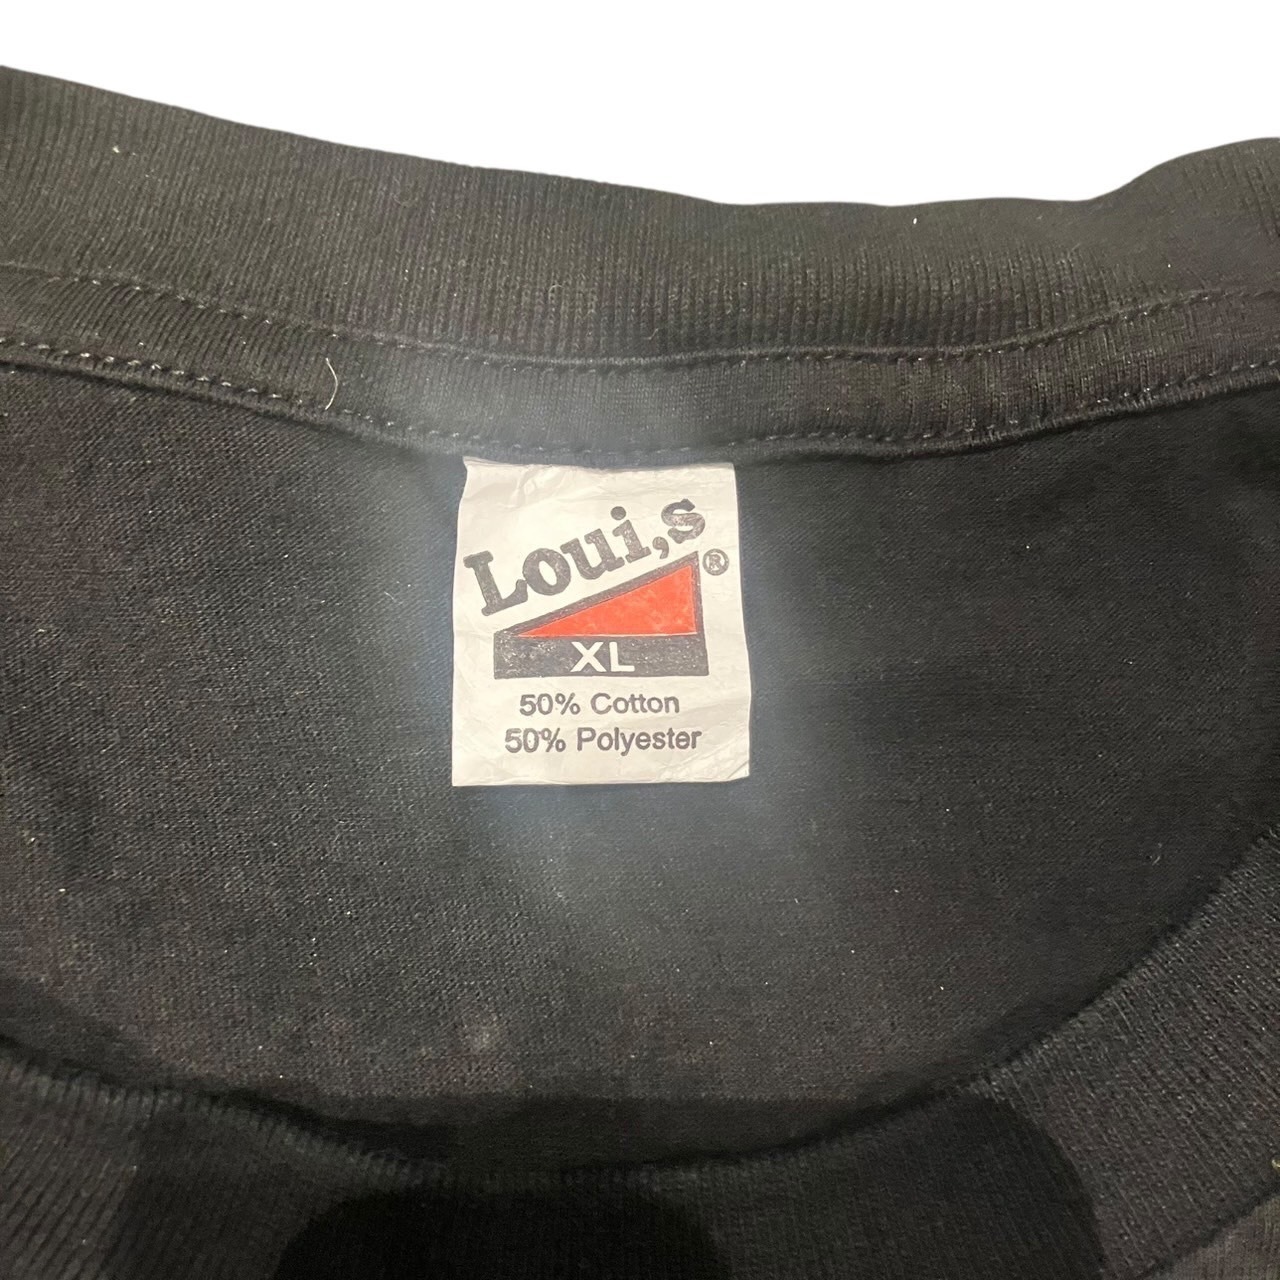 Loui,s®
XL
50% Cotton
50% Polyester